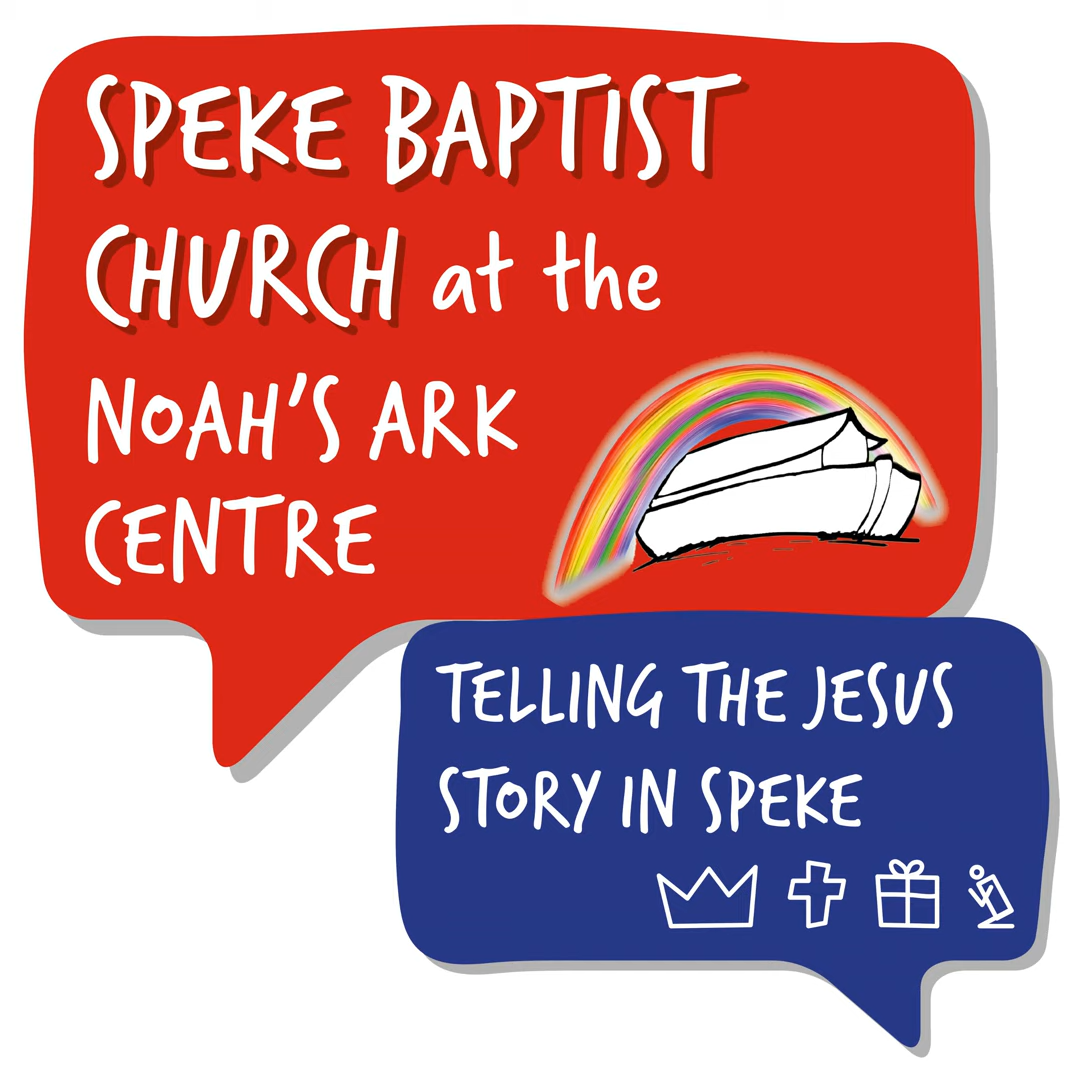 SPEKE BAPTIST
CHURCH at the
NOAH'S ARK
CENTRE
TELLING THE JESUS
STORY IN SPEKE